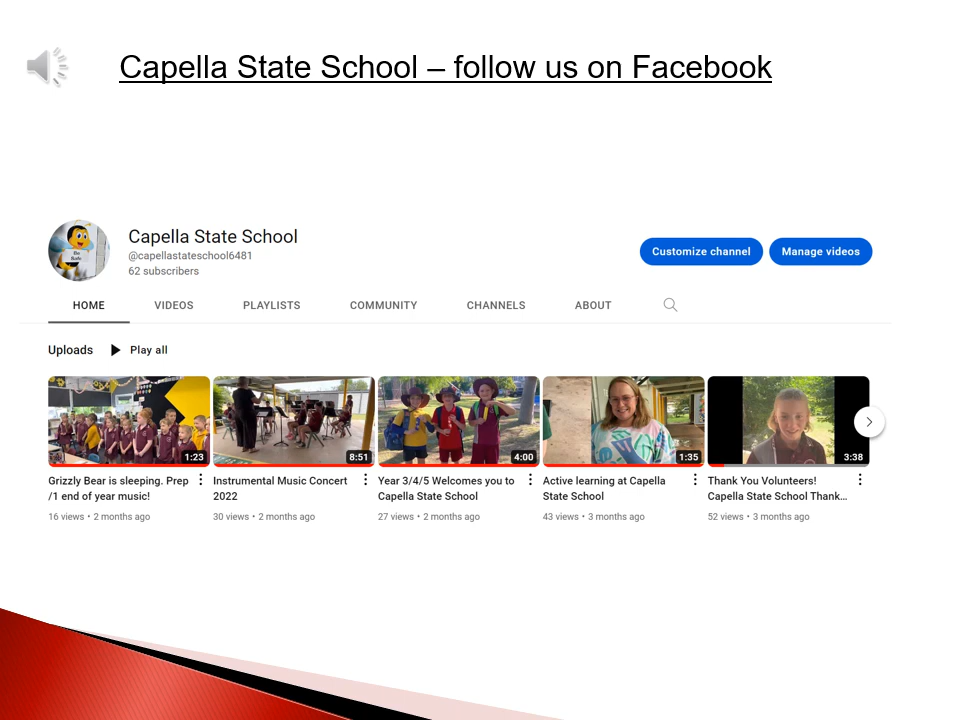 Capella State School – follow us on Facebook
Capella State School
@capellastateschool6481
62 subscribers
Customize channel
Manage videos
HOME
VIDEOS
PLAYLISTS
COMMUNITY
CHANNELS
ABOUT
Uploads
Play all
1:23
8:51
4:00
1:35
3:38
Grizzly Bear is sleeping. Prep
/1 end of year music!
16 views • 2 months ago
Instrumental Music Concert
2022
30 views • 2 months ago
Year 3/4/5 Welcomes you to
Capella State School
27 views • 2 months ago
Active learning at Capella
State School
43 views • 3 months ago
Thank You Volunteers!
Capella State School Thank…
52 views • 3 months ago